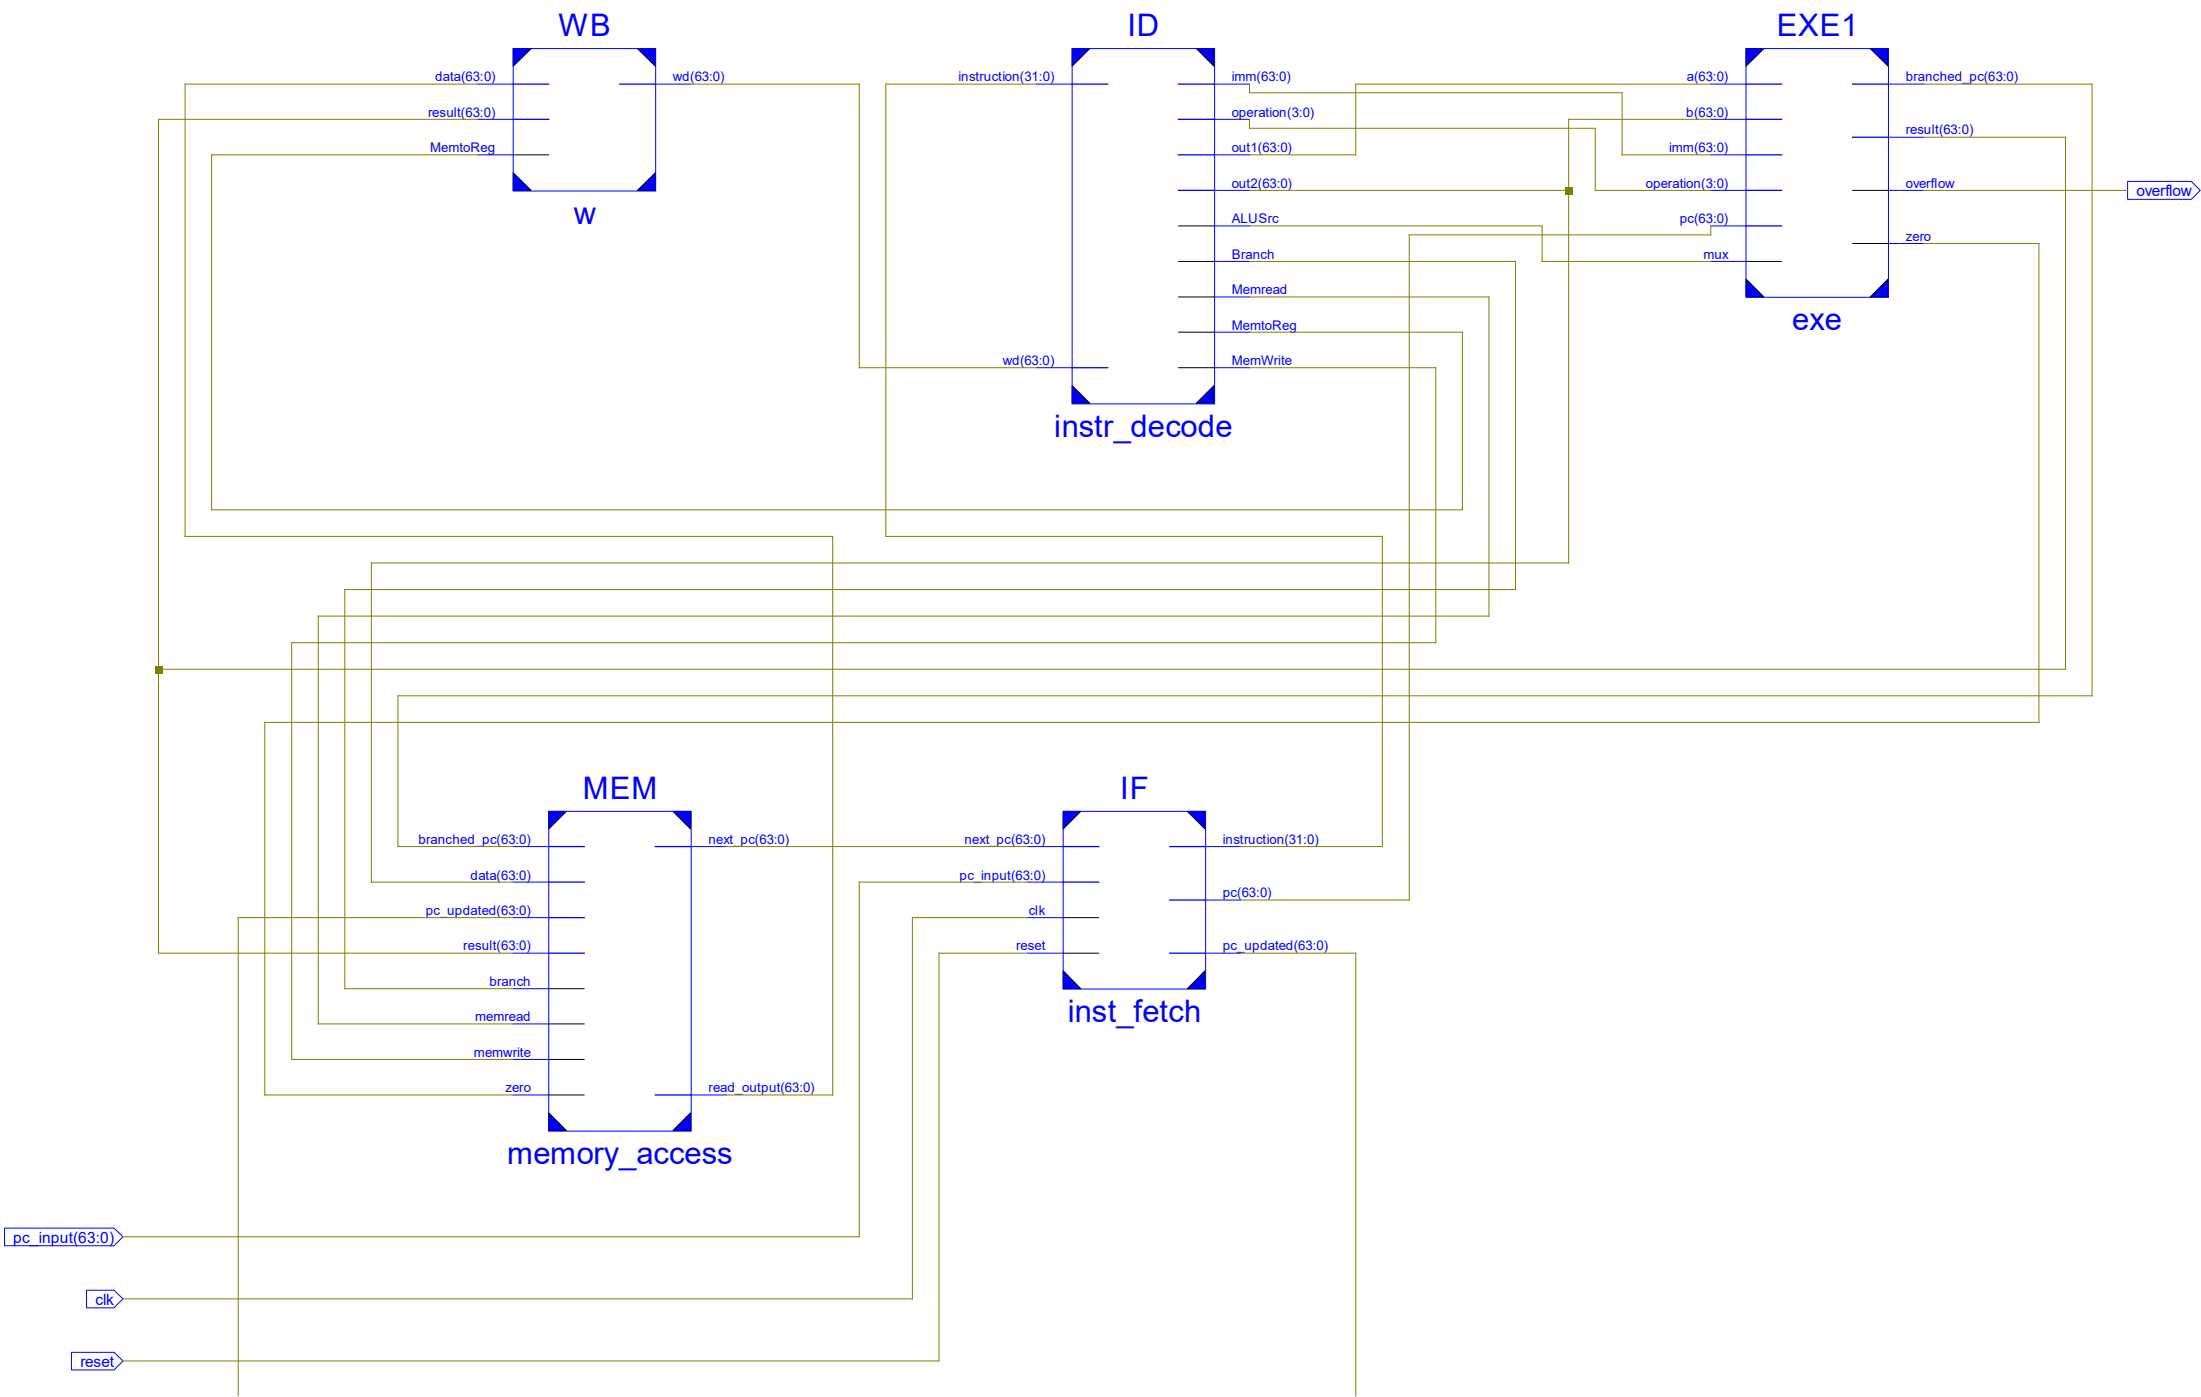 WB
data(63:0)
result(63:0)
MemtoReg
wd(63:0)
w
ID
instruction(31:0)
wd(63:0)
imm(63:0)
operation(3:0)
out1(63:0)
out2(63:0)
ALUSrc
Branch
Memread
MemtoReg
MemWrite
instr_decode
EXE1
a(63:0)
b(63:0)
imm(63:0)
operation(3:0)
pc(63:0)
mux
branched_pc(63:0)
result(63:0)
overflow
zero
exe
overflow
MEM
branched_pc(63:0)
data(63:0)
pc_updated(63:0)
result(63:0)
branch
memread
memwrite
zero
next_pc(63:0)
read_output(63:0)
memory_access
IF
next_pc(63:0)
pc_input(63:0)
clk
reset
instruction(31:0)
pc(63:0)
pc_updated(63:0)
inst_fetch
pc_input(63:0)
clk
reset